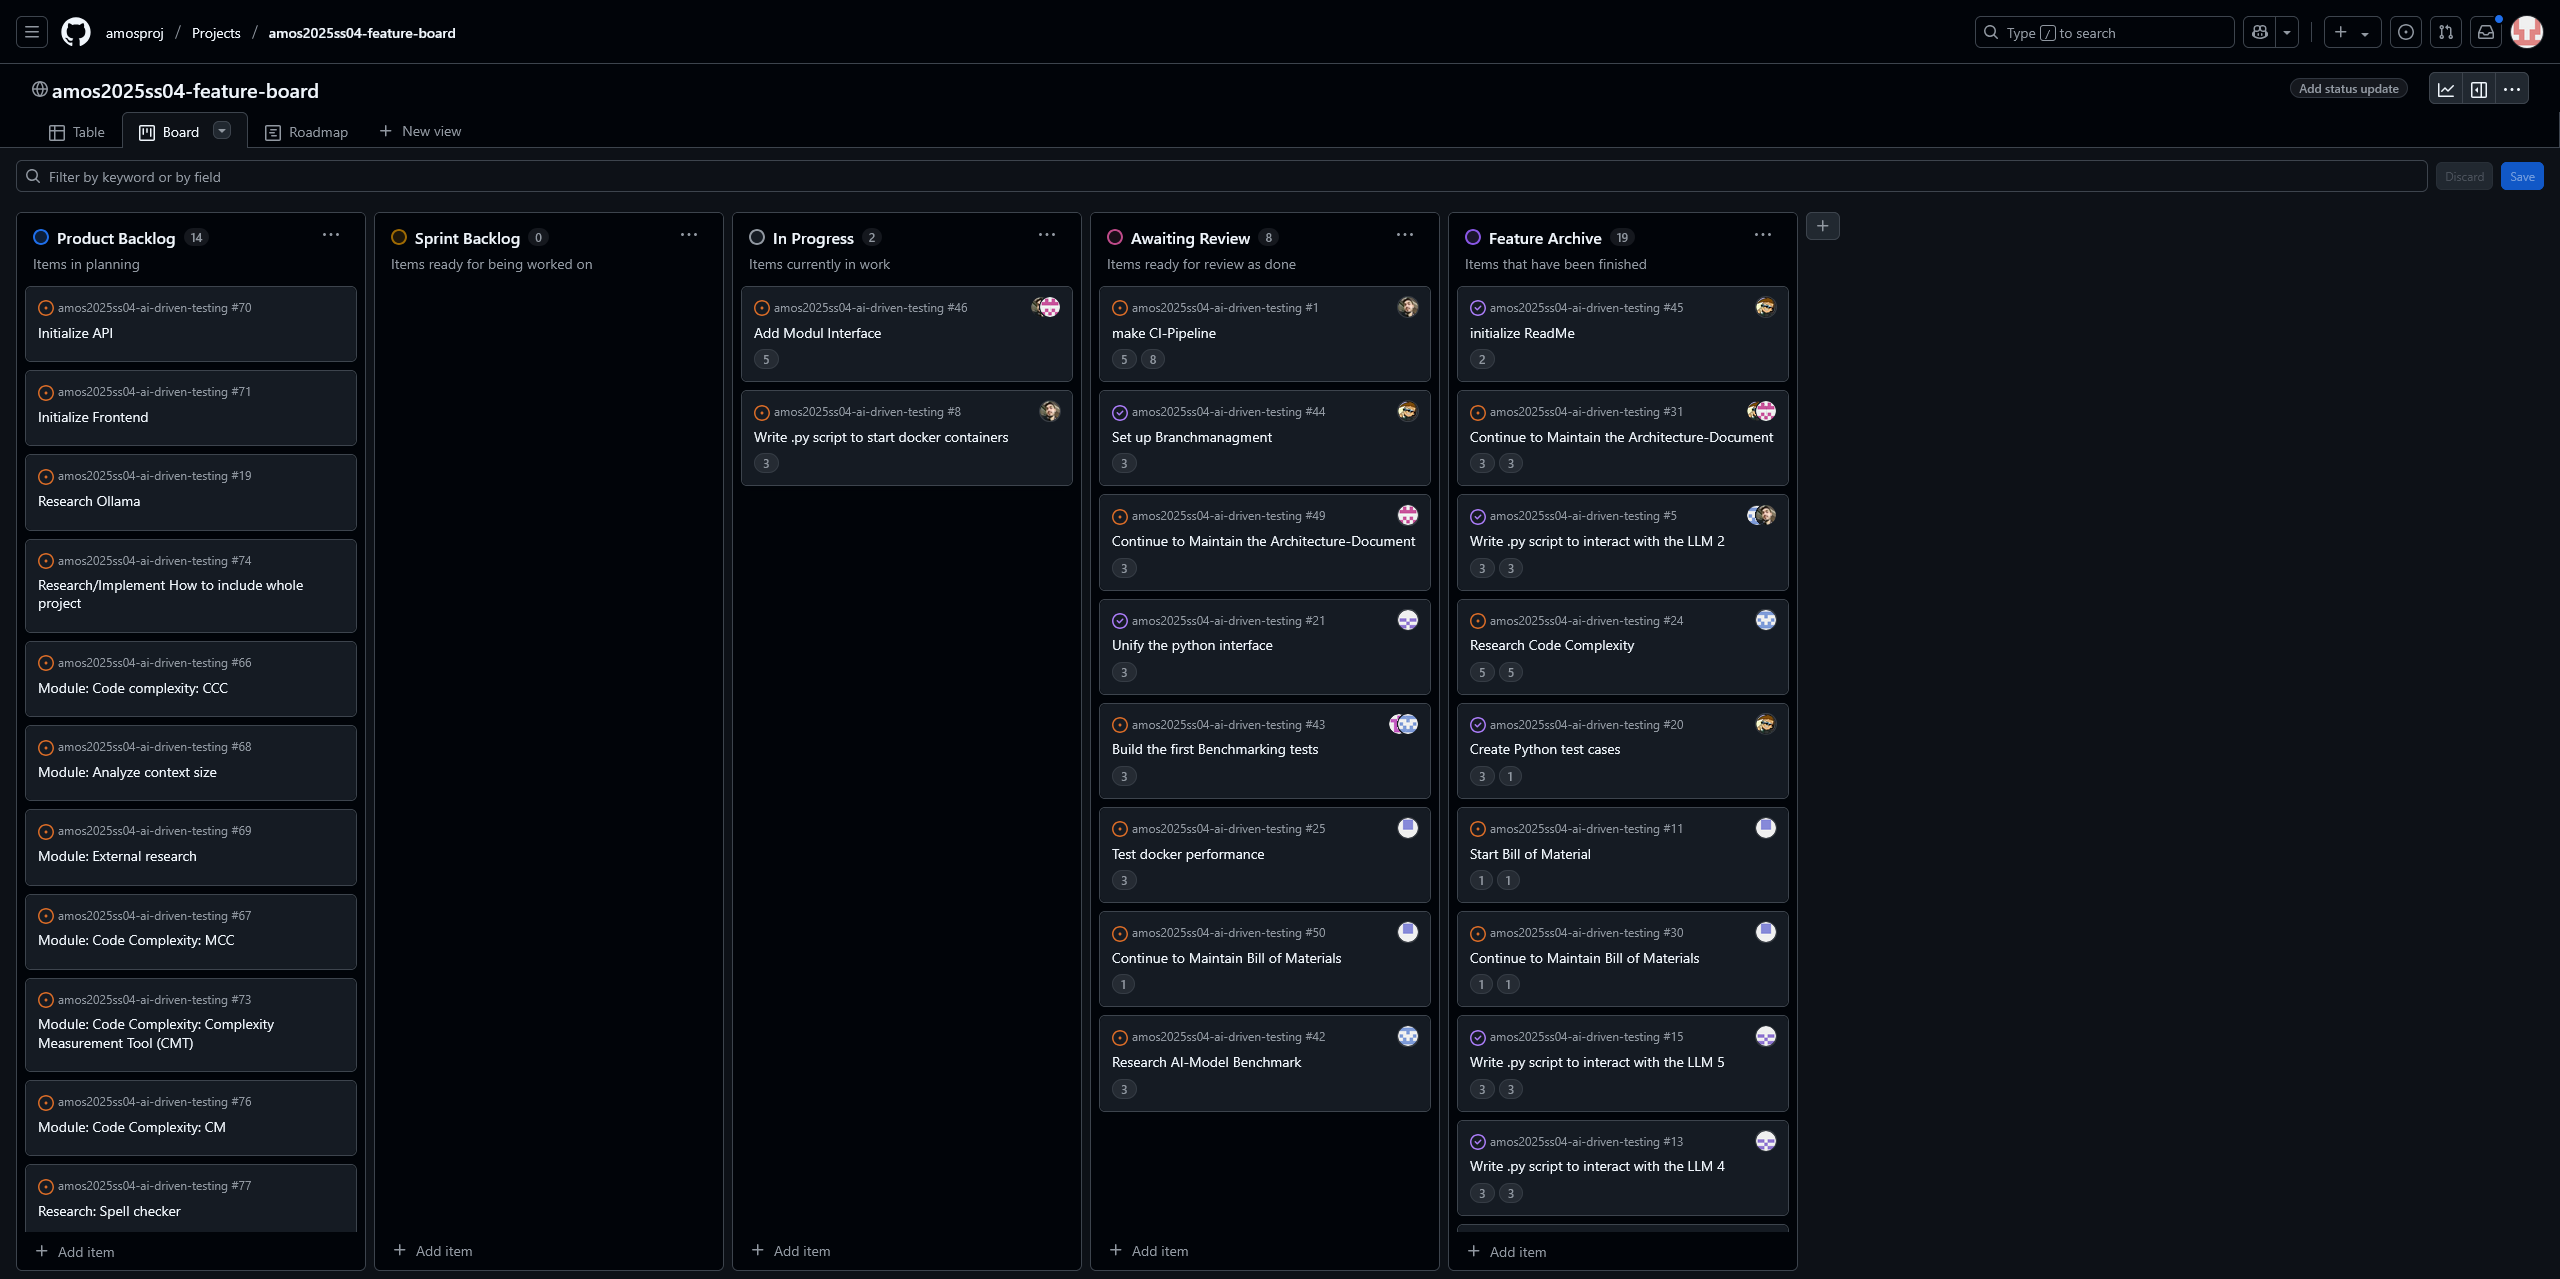 amosproj / Projects / amos2025ss04-feature-board
Type / to search
amos2025ss04-feature-board
Add status update
Table
Board
Roadmap
New view
Filter by keyword or by field
Discard
Save
Product Backlog 14
Items in planning
amos2025ss04-ai-driven-testing #70
Initialize API
amos2025ss04-ai-driven-testing #71
Initialize Frontend
amos2025ss04-ai-driven-testing #19
Research Ollama
amos2025ss04-ai-driven-testing #74
Research/Implement How to include whole
project
amos2025ss04-ai-driven-testing #66
Module: Code complexity: CCC
amos2025ss04-ai-driven-testing #68
Module: Analyze context size
amos2025ss04-ai-driven-testing #69
Module: External research
amos2025ss04-ai-driven-testing #67
Module: Code Complexity: MCC
amos2025ss04-ai-driven-testing #73
Module: Code Complexity: Complexity
Measurement Tool (CMT)
amos2025ss04-ai-driven-testing #76
Module: Code Complexity: CM
amos2025ss04-ai-driven-testing #77
Research: Spell checker
Add item
Sprint Backlog 0
Items ready for being worked on
Add item
In Progress 2
Items currently in work
amos2025ss04-ai-driven-testing #46
Add Modul Interface
5
amos2025ss04-ai-driven-testing #8
Write .py script to start docker containers
3
Add item
Awaiting Review 8
Items ready for review as done
amos2025ss04-ai-driven-testing #1
make CI-Pipeline
5 8
amos2025ss04-ai-driven-testing #44
Set up Branchmanagment
3
amos2025ss04-ai-driven-testing #49
Continue to Maintain the Architecture-Document
3
amos2025ss04-ai-driven-testing #21
Unify the python interface
3
amos2025ss04-ai-driven-testing #43
Build the first Benchmarking tests
3
amos2025ss04-ai-driven-testing #25
Test docker performance
3
amos2025ss04-ai-driven-testing #50
Continue to Maintain Bill of Materials
1
amos2025ss04-ai-driven-testing #42
Research AI-Model Benchmark
3
Add item
Feature Archive 19
Items that have been finished
amos2025ss04-ai-driven-testing #45
initialize ReadMe
2
amos2025ss04-ai-driven-testing #31
Continue to Maintain the Architecture-Document
3 3
amos2025ss04-ai-driven-testing #5
Write .py script to interact with the LLM 2
3 3
amos2025ss04-ai-driven-testing #24
Research Code Complexity
5 5
amos2025ss04-ai-driven-testing #20
Create Python test cases
3 1
amos2025ss04-ai-driven-testing #11
Start Bill of Material
1 1
amos2025ss04-ai-driven-testing #30
Continue to Maintain Bill of Materials
1 1
amos2025ss04-ai-driven-testing #15
Write .py script to interact with the LLM 5
3 3
amos2025ss04-ai-driven-testing #13
Write .py script to interact with the LLM 4
3 3
Add item